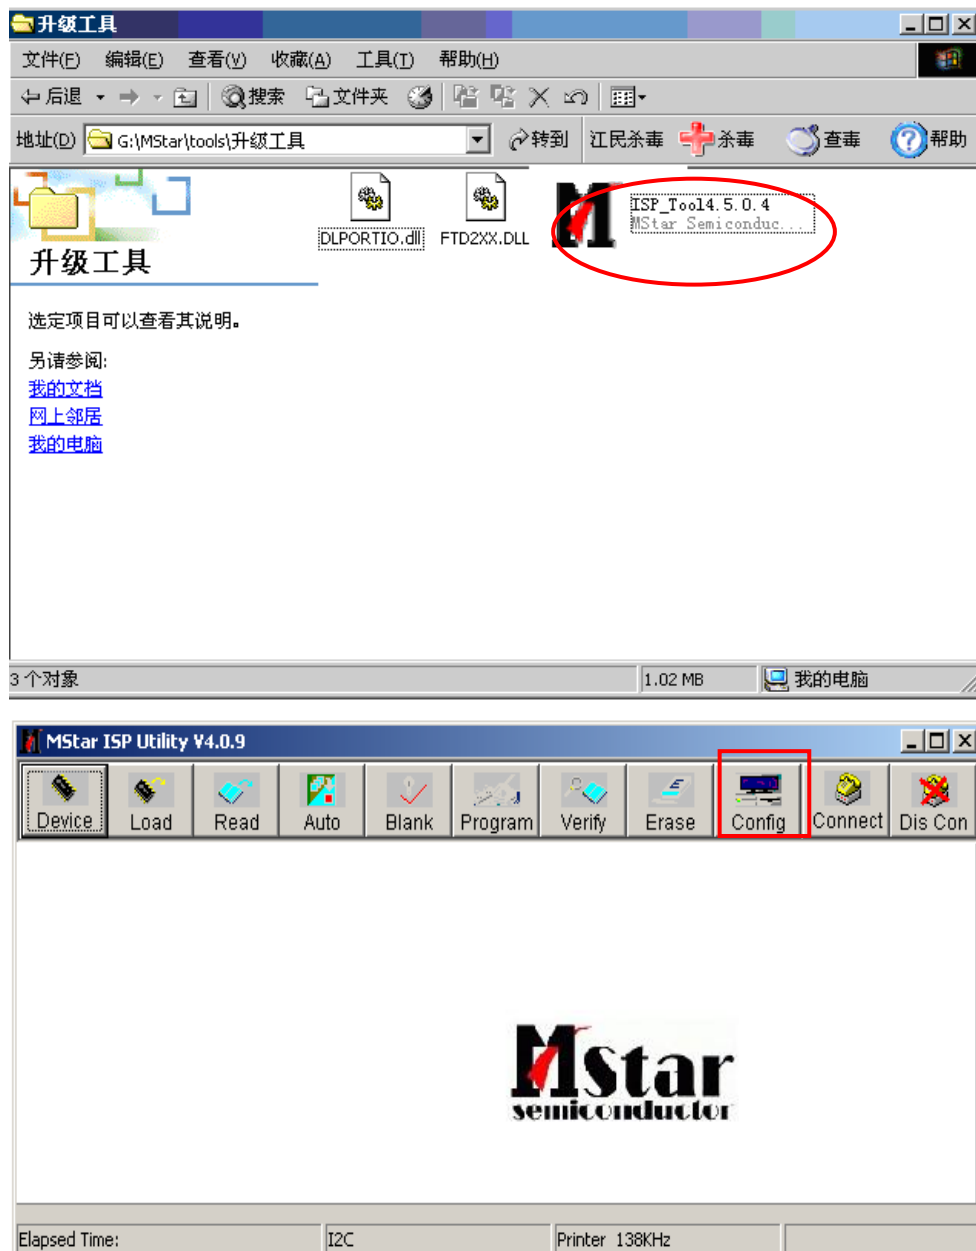 升级工具
文件(F) 编辑(E) 查看(V) 收藏(A) 工具(T) 帮助(H)
后退 搜索 文件夹
地址(D) G:\MStar\tools\升级工具 转到 江民杀毒 杀毒 查毒 帮助
升级工具
选定项目可以查看其说明。
另请参阅:
我的文档
网上邻居
我的电脑
DLPORTIO.dll
FTD2XX.DLL
ISP_Tool4.5.0.4
MStar Semiconduc...
3 个对象 1.02 MB 我的电脑
MStar ISP Utility V4.0.9
Device Load Read Auto Blank Program Verify Erase Config Connect Dis Con
MStar
semiconductor
Elapsed Time: I2C Printer 138KHz